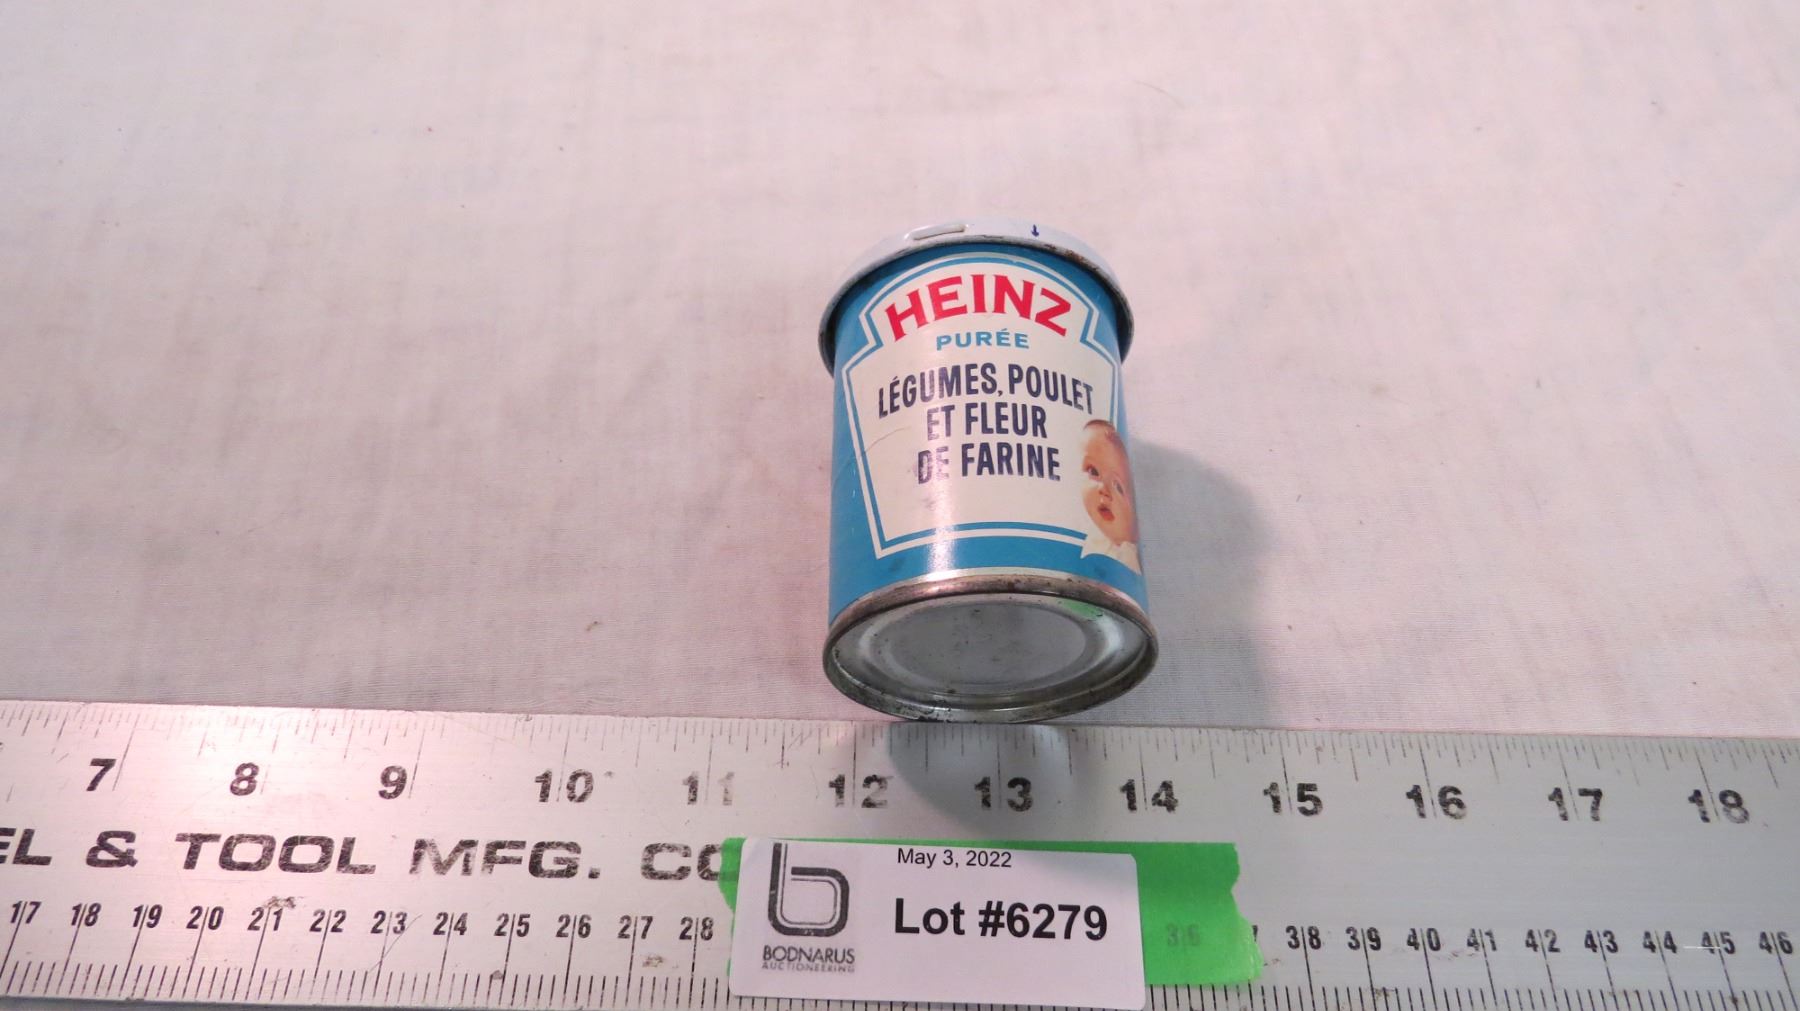 HEINZ
PURÉE
LÉGUMES, POULET
ET FLEUR
DE FARINE
7 8 9 10 11 12 13 14 15 16 17 18
& TOOL MFG.
17 18 19 20 21 22 23 24 25 26 27 28 36 38 39 40 41 42 43 44 45 46
May 3, 2022
Lot #6279
BODNARUS
AUCTIONEERING